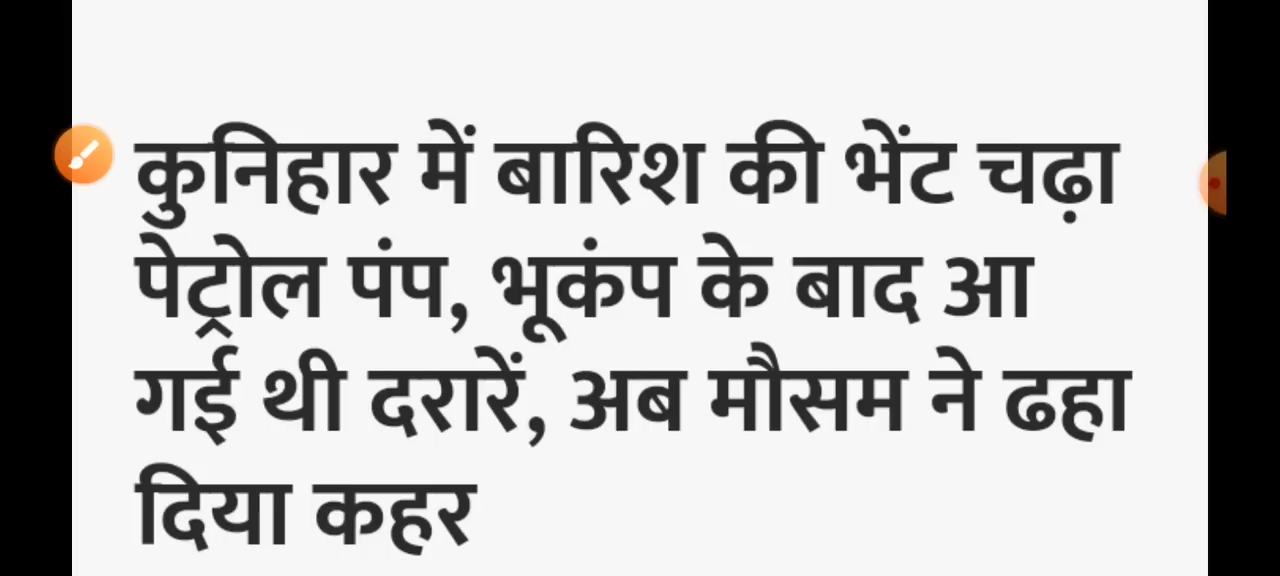 कुनिहार में बारिश की भेंट चढ़ा
पेट्रोल पंप, भूकंप के बाद आ
गई थी दरारें, अब मौसम ने ढहा
दिया कहर